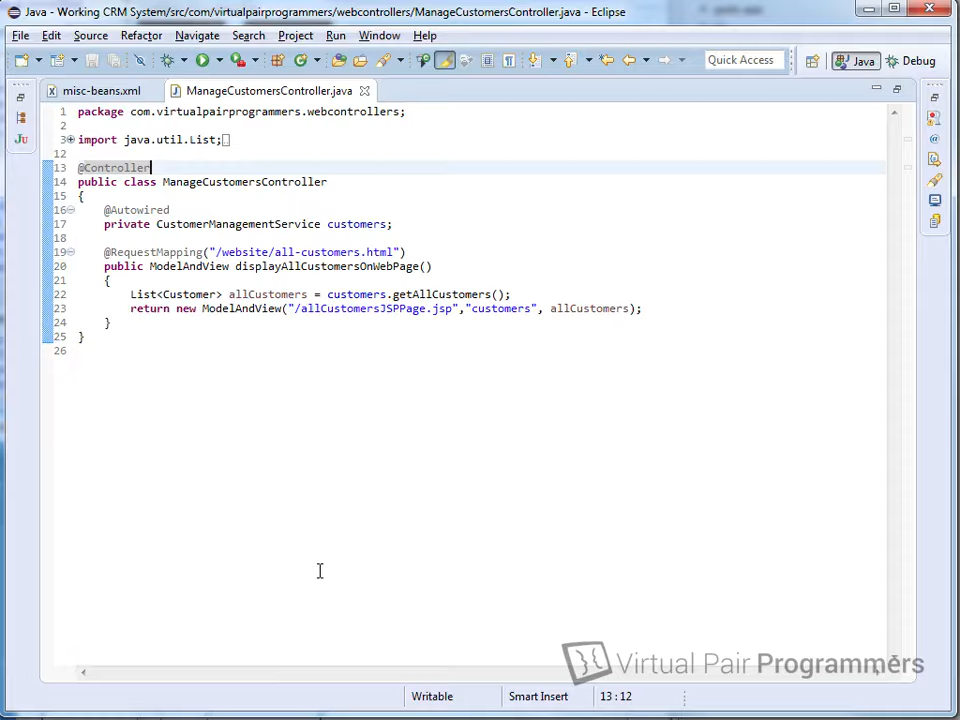 Java - Working CRM System/src/com/virtualpairprogrammers/webcontrollers/ManageCustomersController.java - Eclipse
File Edit Source Refactor Navigate Search Project Run Window Help
Quick Access Java Debug
misc-beans.xml ManageCustomersController.java
1 package com.virtualpairprogrammers.webcontrollers;
2
3 import java.util.List;
12
13 @Controller
14 public class ManageCustomersController
15 {
16 @Autowired
17 private CustomerManagementService customers;
18
19 @RequestMapping("/website/all-customers.html")
20 public ModelAndView displayAllCustomersOnWebPage()
21 {
22 List<Customer> allCustomers = customers.getAllCustomers();
23 return new ModelAndView("/allCustomersJSPPage.jsp","customers", allCustomers);
24 }
25 }
26
JU
Virtual Pair Programmers
Writable Smart Insert 13 : 12